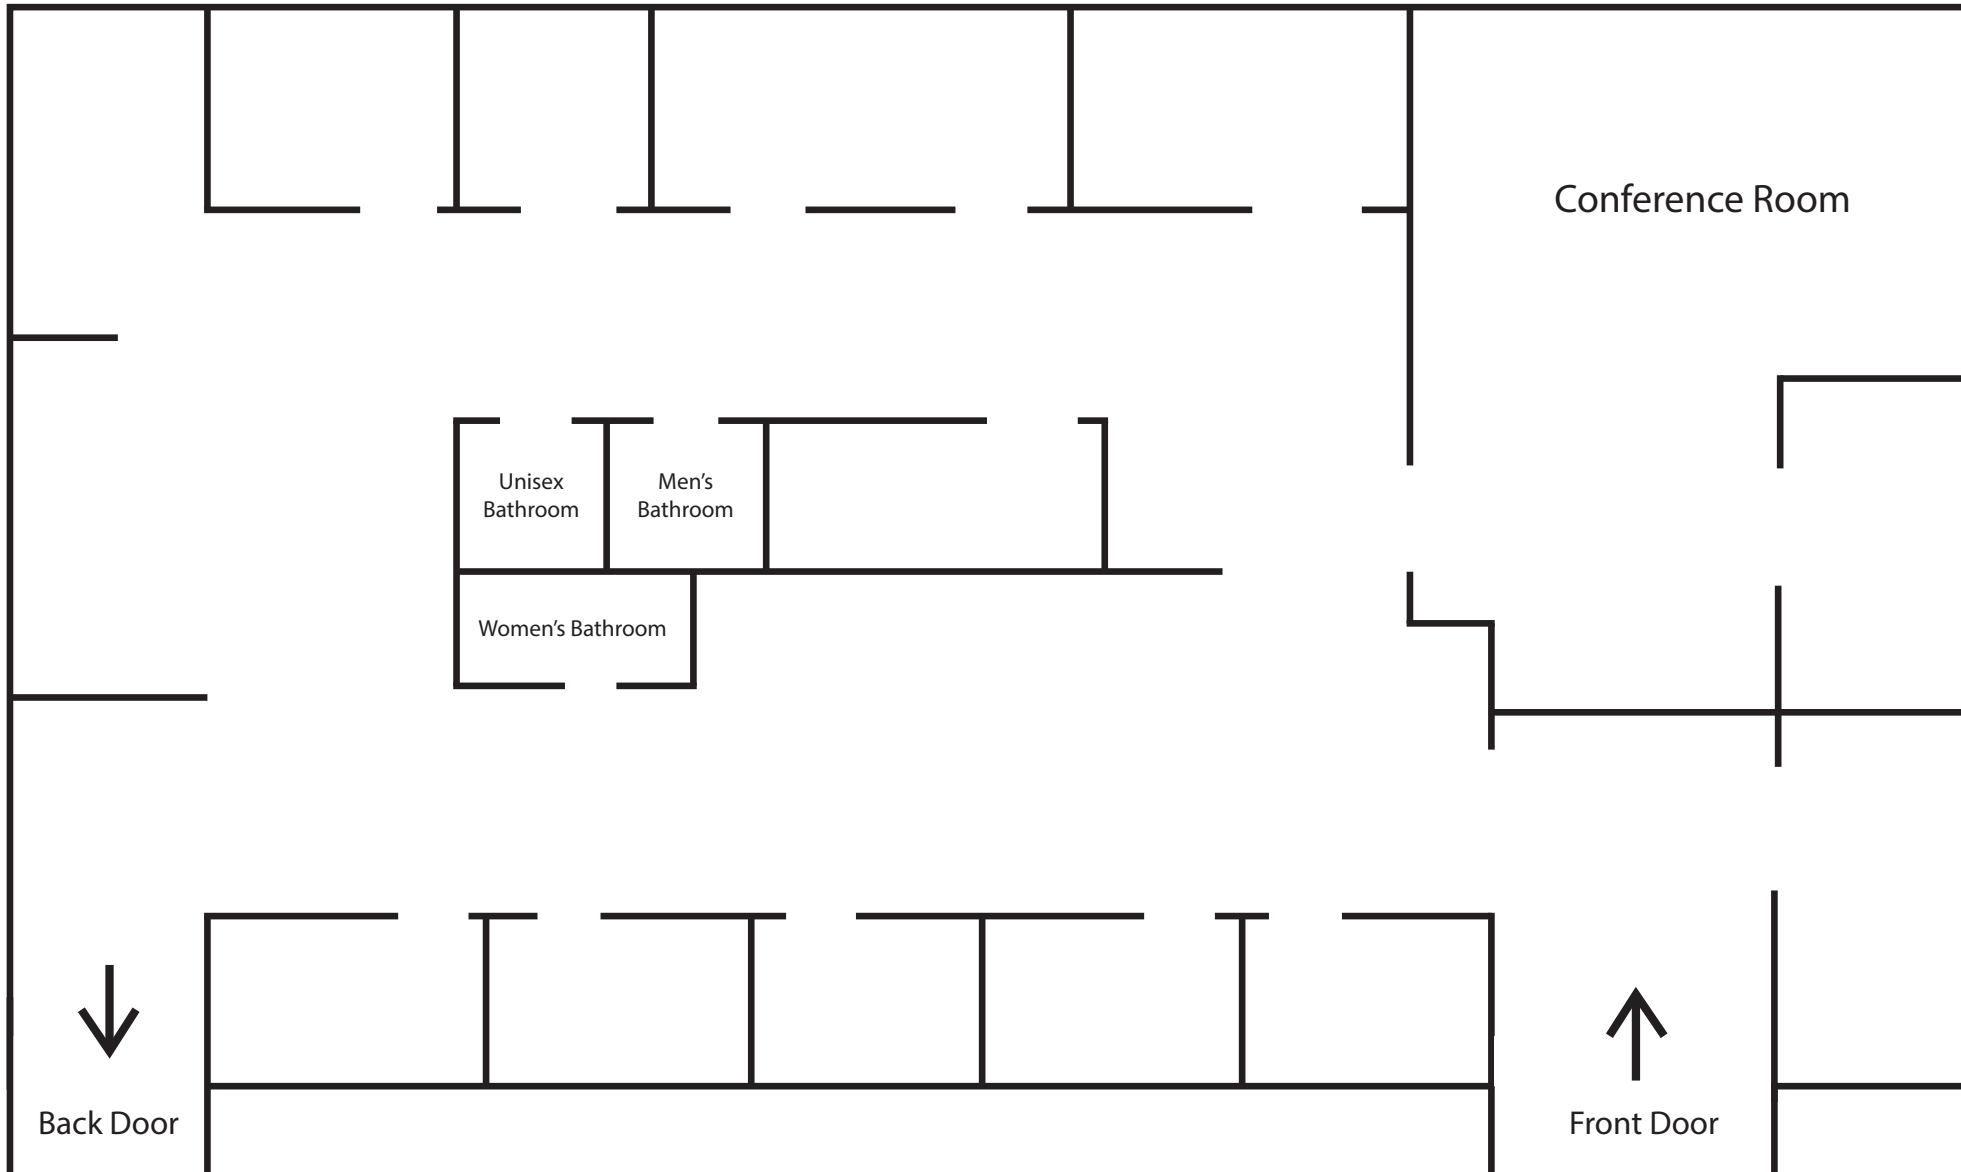 Conference Room
Unisex
Bathroom
Men’s
Bathroom
Women’s Bathroom
Back Door
Front Door